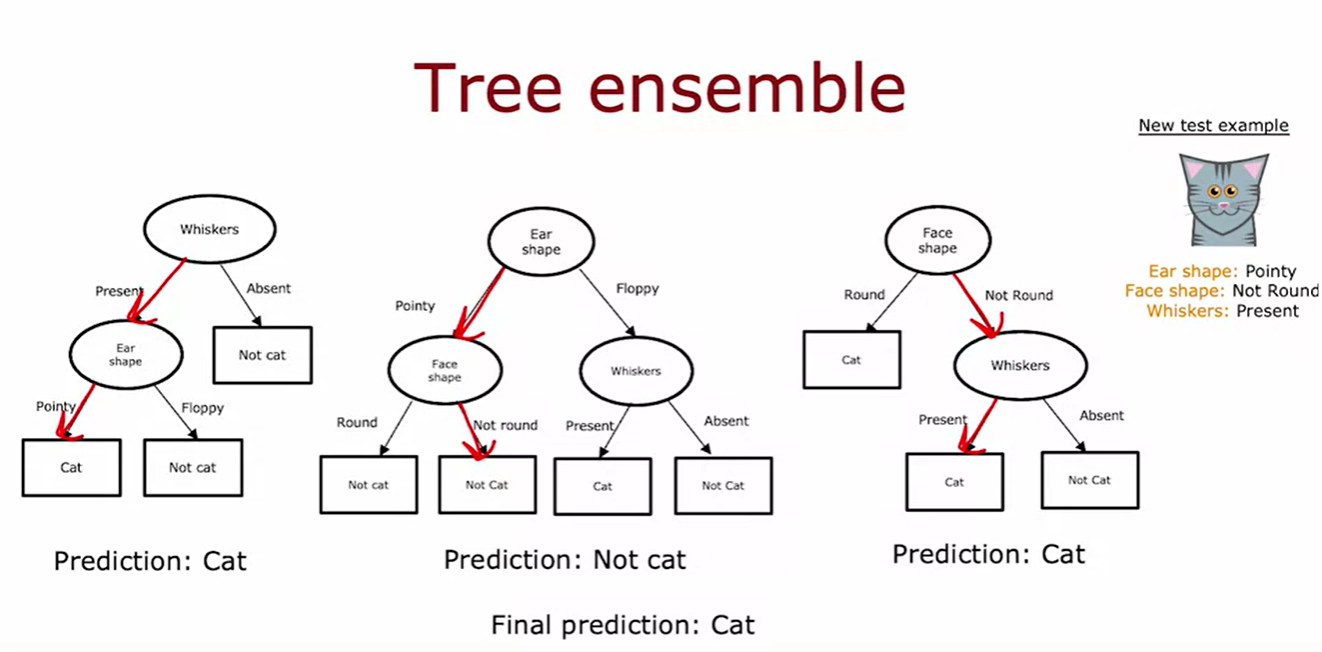 Tree ensemble
New test example
Ear shape: Pointy
Face shape: Not Round
Whiskers: Present
Whiskers
Present
Absent
Ear
shape
Not cat
Pointy
Floppy
Cat
Not cat
Prediction: Cat
Ear
shape
Pointy
Floppy
Face
shape
Whiskers
Round
Not round
Present
Absent
Not cat
Not Cat
Cat
Not Cat
Prediction: Not cat
Face
shape
Round
Not Round
Cat
Whiskers
Present
Absent
Cat
Not Cat
Prediction: Cat
Final prediction: Cat